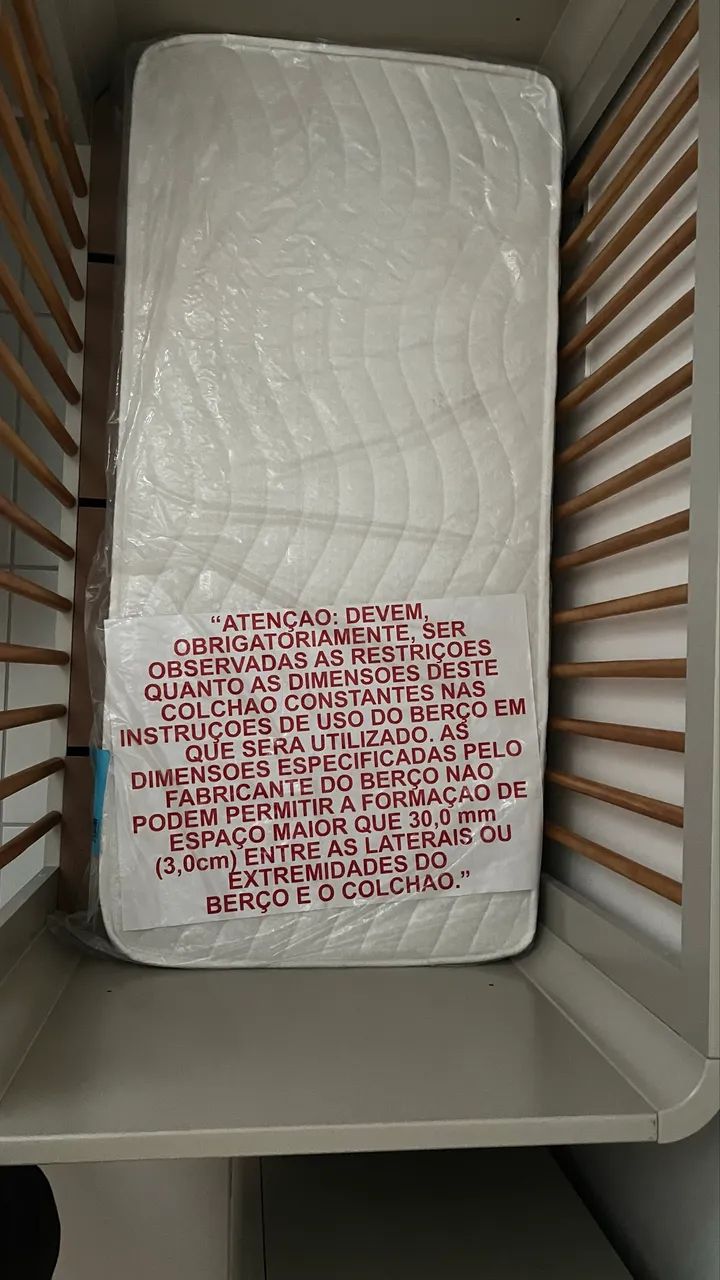 “ATENÇAO: DEVEM,
OBRIGATORIAMENTE, SER
OBSERVADAS AS RESTRIÇOES
QUANTO AS DIMENSOES DESTE
COLCHAO CONSTANTES NAS
INSTRUÇOES DE USO DO BERÇO EM
QUE SERA UTILIZADO. AS
DIMENSOES ESPECIFICADAS PELO
FABRICANTE DO BERÇO NAO
PODEM PERMITIR A FORMAÇAO DE
ESPAÇO MAIOR QUE 30,0 mm
(3,0cm) ENTRE AS LATERAIS OU
EXTREMIDADES DO
BERÇO E O COLCHAO.”